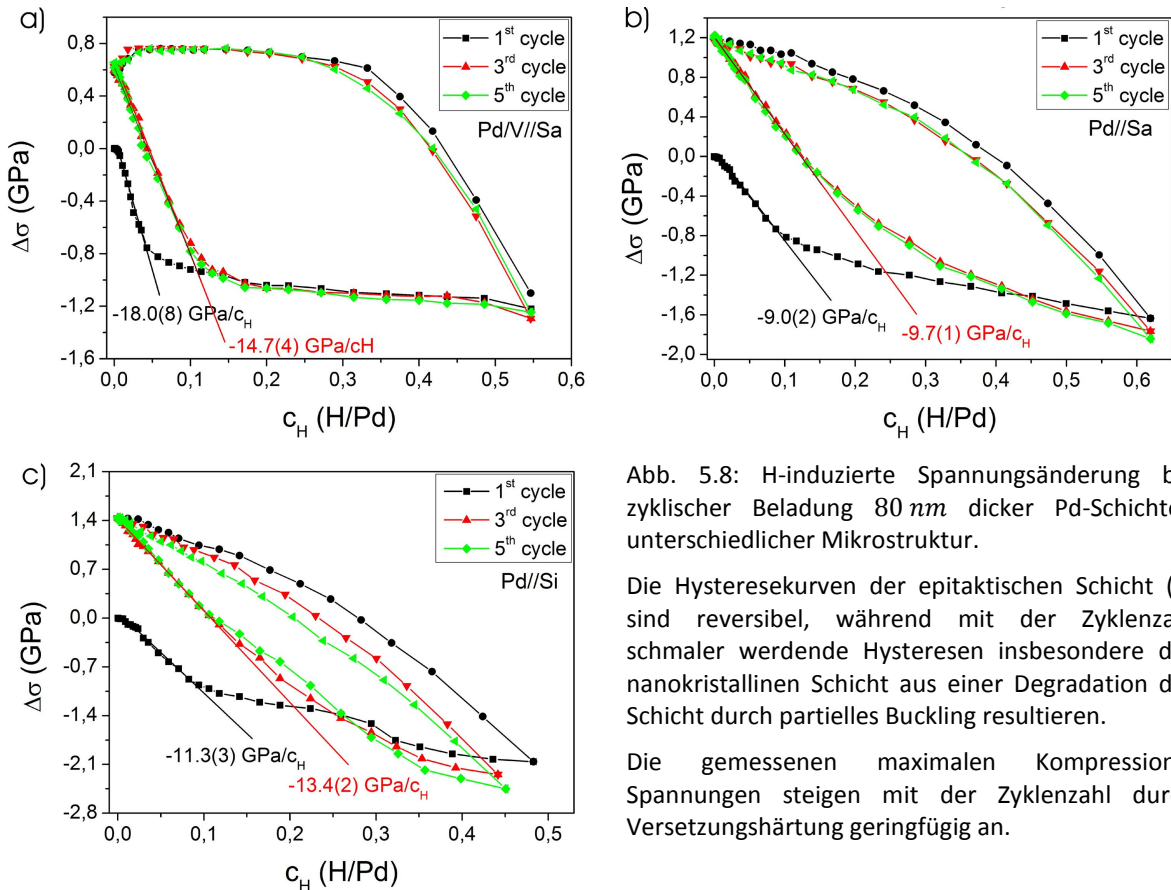 a)
0,8
0,4
0,0
-0,4
-0,8
-1,2
-1,6
Δσ (GPa)
1st cycle
3rd cycle
5th cycle
Pd/V//Sa
-18.0(8) GPa/cH
-14.7(4) GPa/cH
0,0 0,1 0,2 0,3 0,4 0,5 0,6
cH (H/Pd)
b)
1,2
0,8
0,4
0,0
-0,4
-0,8
-1,2
-1,6
-2,0
Δσ (GPa)
1st cycle
3rd cycle
5th cycle
Pd//Sa
-9.0(2) GPa/cH
-9.7(1) GPa/cH
0,0 0,1 0,2 0,3 0,4 0,5 0,6
cH (H/Pd)
c)
2,1
1,4
0,7
0,0
-0,7
-1,4
-2,1
-2,8
Δσ (GPa)
1st cycle
3rd cycle
5th cycle
Pd//Si
-11.3(3) GPa/cH
-13.4(2) GPa/cH
0,0 0,1 0,2 0,3 0,4 0,5
cH (H/Pd)
Abb. 5.8: H-induzierte Spannungsänderung b
zyklischer Beladung 80 nm dicker Pd-Schicht
unterschiedlicher Mikrostruktur.
Die Hysteresekurven der epitaktischen Schicht (
sind reversibel, während mit der Zyklenza
schmaler werdende Hysteresen insbesondere d
nanokristallinen Schicht aus einer Degradation d
Schicht durch partielles Buckling resultieren.
Die gemessenen maximalen Kompression
Spannungen steigen mit der Zyklenzahl dur
Versetzungshärtung geringfügig an.